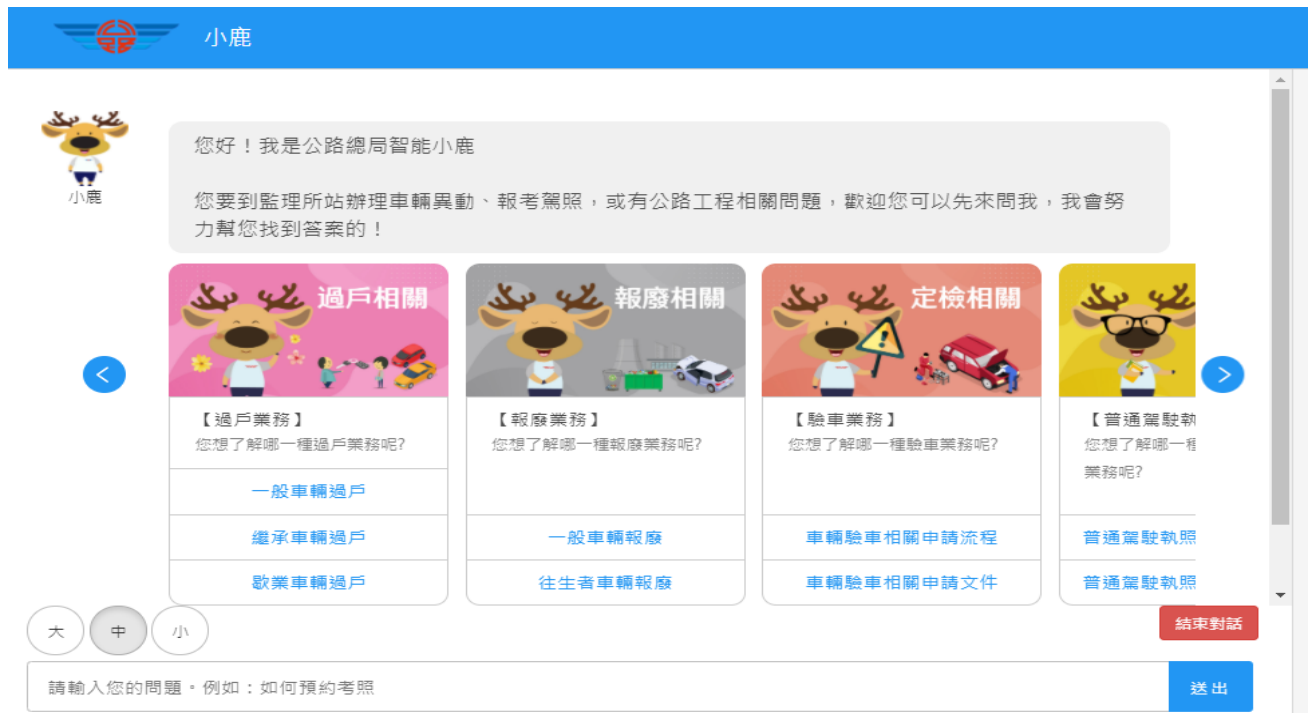 小鹿
小鹿
您好！我是公路總局智能小鹿
您要到監理所站辦理車輛異動、報考駕照，或有公路工程相關問題，歡迎您可以先來問我，我會努
力幫您找到答案的！
過戶相關
【過戶業務】
您想了解哪一種過戶業務呢?
一般車輛過戶
繼承車輛過戶
歇業車輛過戶
報廢相關
【報廢業務】
您想了解哪一種報廢業務呢?
一般車輛報廢
往生者車輛報廢
定檢相關
【驗車業務】
您想了解哪一種驗車業務呢?
車輛驗車相關申請流程
車輛驗車相關申請文件
【普通駕駛執
您想了解哪一種
業務呢?
普通駕駛執照
普通駕駛執照
<
>
大 中 小
結束對話
請輸入您的問題。例如：如何預約考照
送出